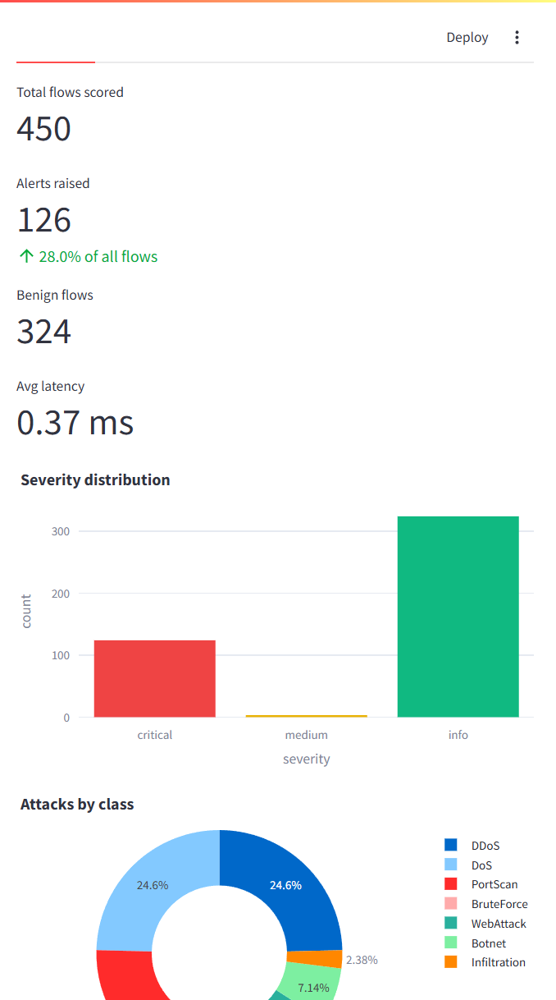 Deploy
Total flows scored
450
Alerts raised
126
↑ 28.0% of all flows
Benign flows
324
Avg latency
0.37 ms
Severity distribution
300
200
100
0
count
critical medium info
severity
Attacks by class
24.6% 24.6%
2.38%
7.14%
DDoS
DoS
PortScan
BruteForce
WebAttack
Botnet
Infiltration